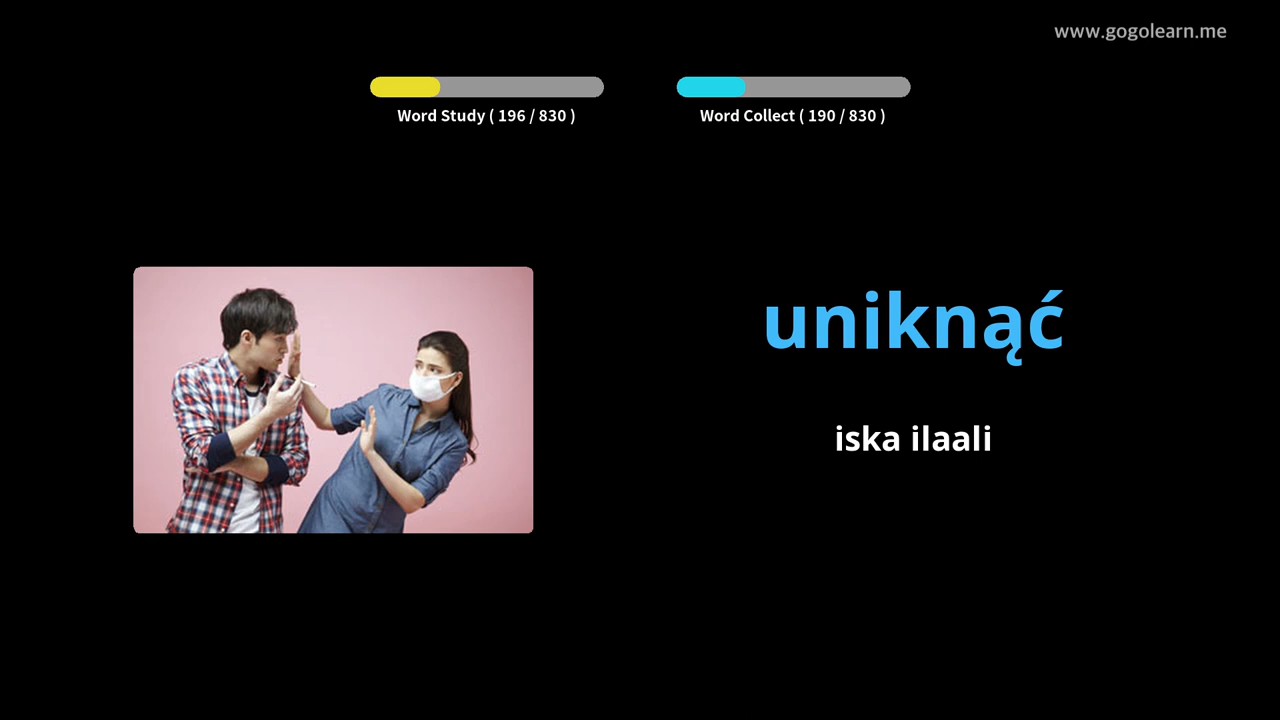 www.gogolearn.me
Word Study ( 196 / 830 )
Word Collect ( 190 / 830 )
uniknąć
iska ilaali